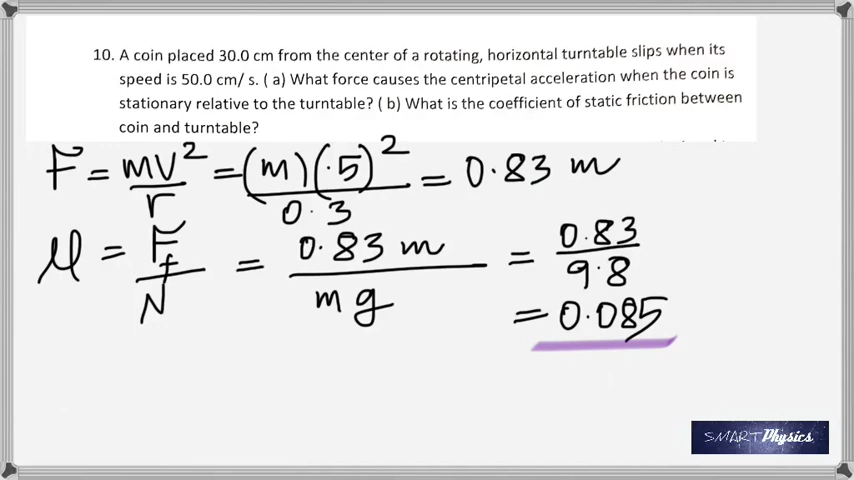 10. A coin placed 30.0 cm from the center of a rotating, horizontal turntable slips when its
speed is 50.0 cm/ s. ( a) What force causes the centripetal acceleration when the coin is
stationary relative to the turntable? ( b) What is the coefficient of static friction between
coin and turntable?
F = mv²/r = (m)(.5)²/0.3 = 0.83 m
μ = F_f/N = 0.83 m/mg = 0.83/9.8
= 0.085
SMART Physics